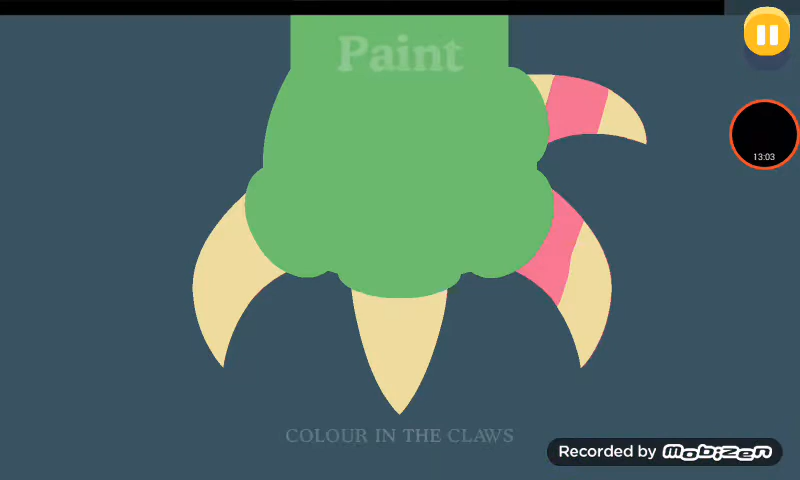 Paint
13:03
COLOUR IN THE CLAWS
Recorded by mobizen